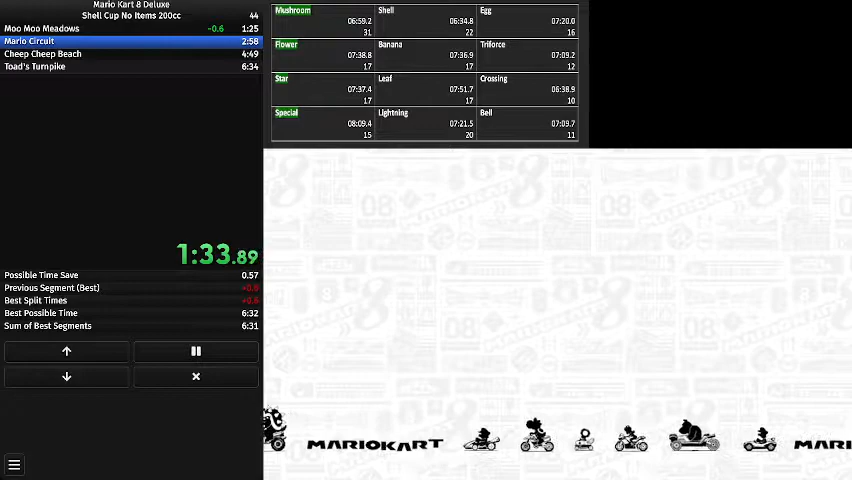 Mario Kart 8 Deluxe
Shell Cup No Items 200cc 44
Moo Moo Meadows -0.6 1:25
Mario Circuit 2:58
Cheep Cheep Beach 4:49
Toad's Turnpike 6:34
1:33.89
Possible Time Save 0.57
Previous Segment (Best) +0.0
Best Split Times +0.6
Best Possible Time 6:32
Sum of Best Segments 6:31
Mushroom Shell Egg
06:59.2 06:34.8 07:20.0
31 22 16
Flower Banana Triforce
07:38.8 07:36.9 07:09.2
17 17 12
Star Leaf Crossing
07:37.4 07:51.7 06:38.9
17 17 10
Special Lightning Bell
08:09.4 07:21.5 07:09.7
15 20 11
MARIOKART MARIO